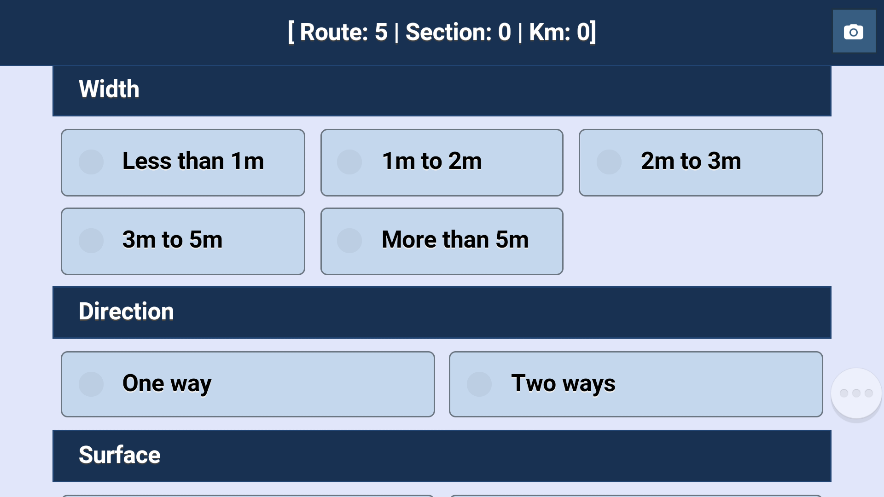 [ Route: 5 | Section: 0 | Km: 0]
Width
Less than 1m
1m to 2m
2m to 3m
3m to 5m
More than 5m
Direction
One way
Two ways
Surface